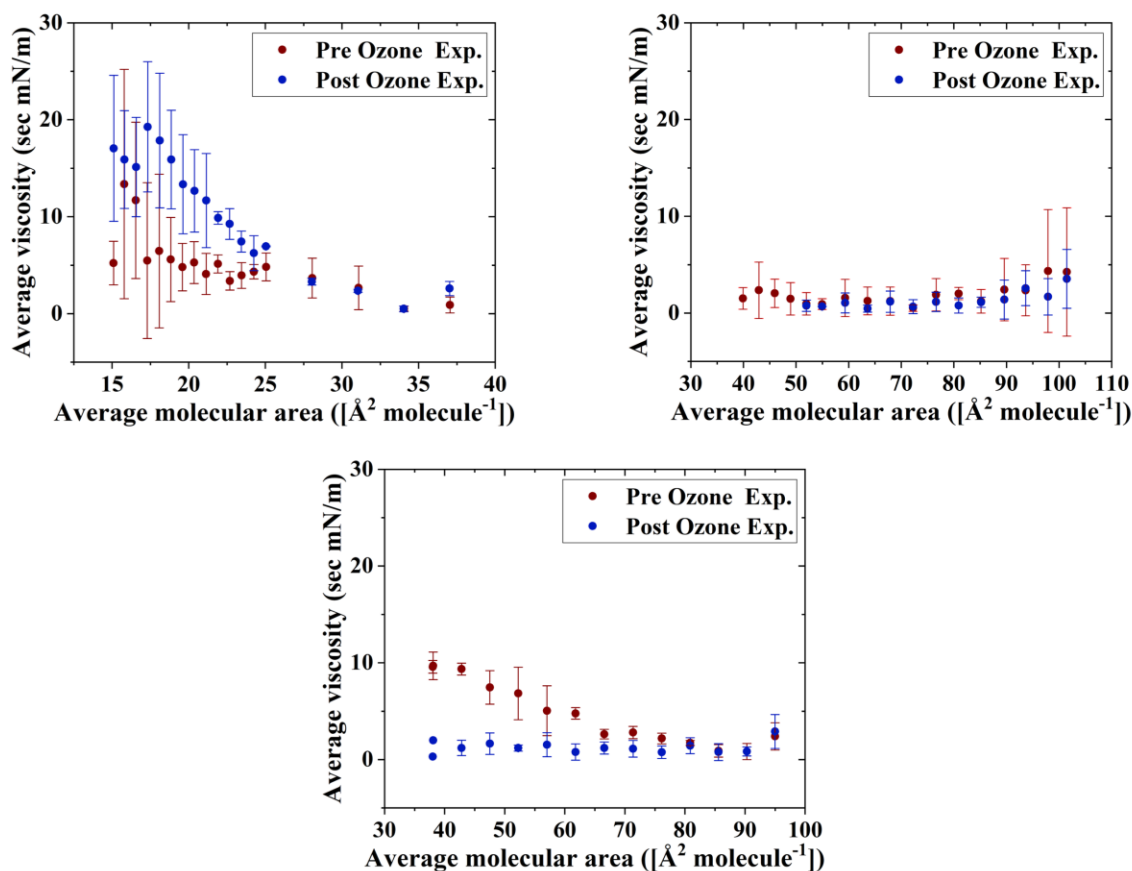 30
20
10
0
Average viscosity (sec mN/m)
Pre Ozone Exp.
Post Ozone Exp.
15 20 25 30 35 40
Average molecular area ([Å² molecule⁻¹])
30
20
10
0
Average viscosity (sec mN/m)
Pre Ozone Exp.
Post Ozone Exp.
30 40 50 60 70 80 90 100 110
Average molecular area ([Å² molecule⁻¹])
30
20
10
0
Average viscosity (sec mN/m)
Pre Ozone Exp.
Post Ozone Exp.
30 40 50 60 70 80 90 100
Average molecular area ([Å² molecule⁻¹])